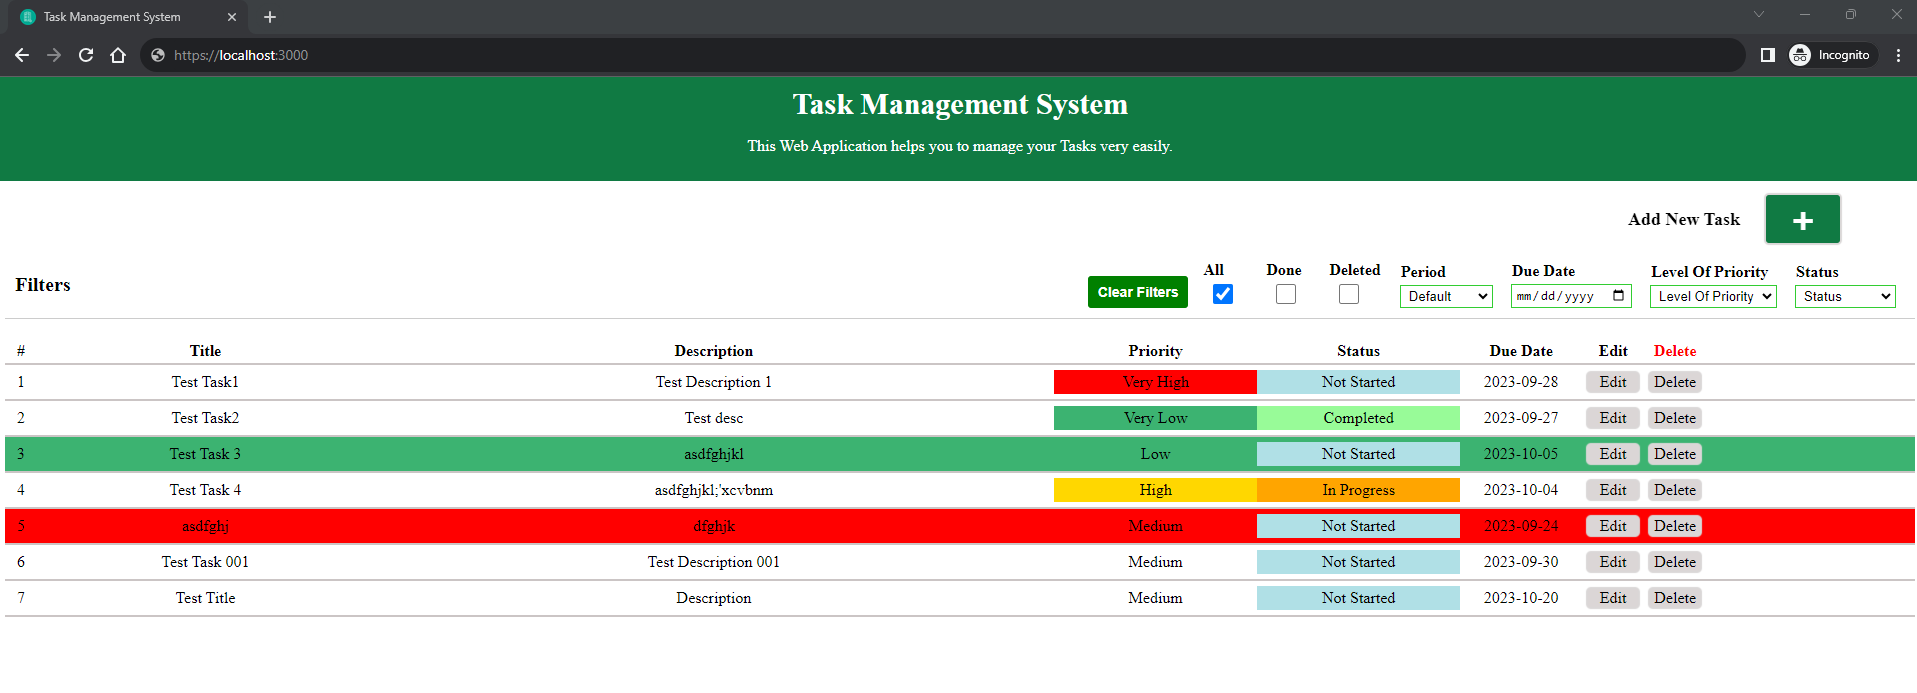 Task Management System
https://localhost:3000
Incognito
Task Management System
This Web Application helps you to manage your Tasks very easily.
Add New Task +
Filters
Clear Filters
All
Done
Deleted
Period
Default
Due Date
mm/dd/yyyy
Level Of Priority
Level Of Priority
Status
Status
# Title Description Priority Status Due Date Edit Delete
1 Test Task1 Test Description 1 Very High Not Started 2023-09-28 Edit Delete
2 Test Task2 Test desc Very Low Completed 2023-09-27 Edit Delete
3 Test Task 3 asdfghjkl Low Not Started 2023-10-05 Edit Delete
4 Test Task 4 asdfghjkl;'xcvbnm High In Progress 2023-10-04 Edit Delete
5 asdfghj dfghjk Medium Not Started 2023-09-24 Edit Delete
6 Test Task 001 Test Description 001 Medium Not Started 2023-09-30 Edit Delete
7 Test Title Description Medium Not Started 2023-10-20 Edit Delete